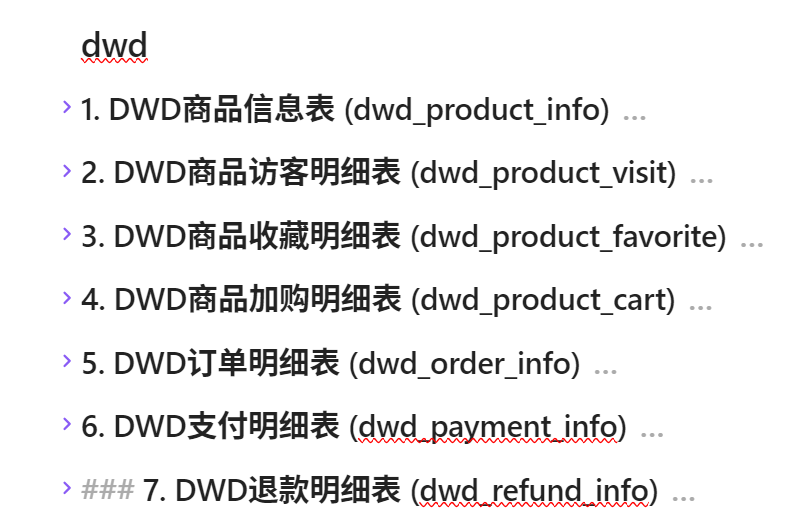 dwd
1. DWD商品信息表 (dwd_product_info) ...
2. DWD商品访客明细表 (dwd_product_visit) ...
3. DWD商品收藏明细表 (dwd_product_favorite) ...
4. DWD商品加购明细表 (dwd_product_cart) ...
5. DWD订单明细表 (dwd_order_info) ...
6. DWD支付明细表 (dwd_payment_info) ...
### 7. DWD退款明细表 (dwd_refund_info) ...